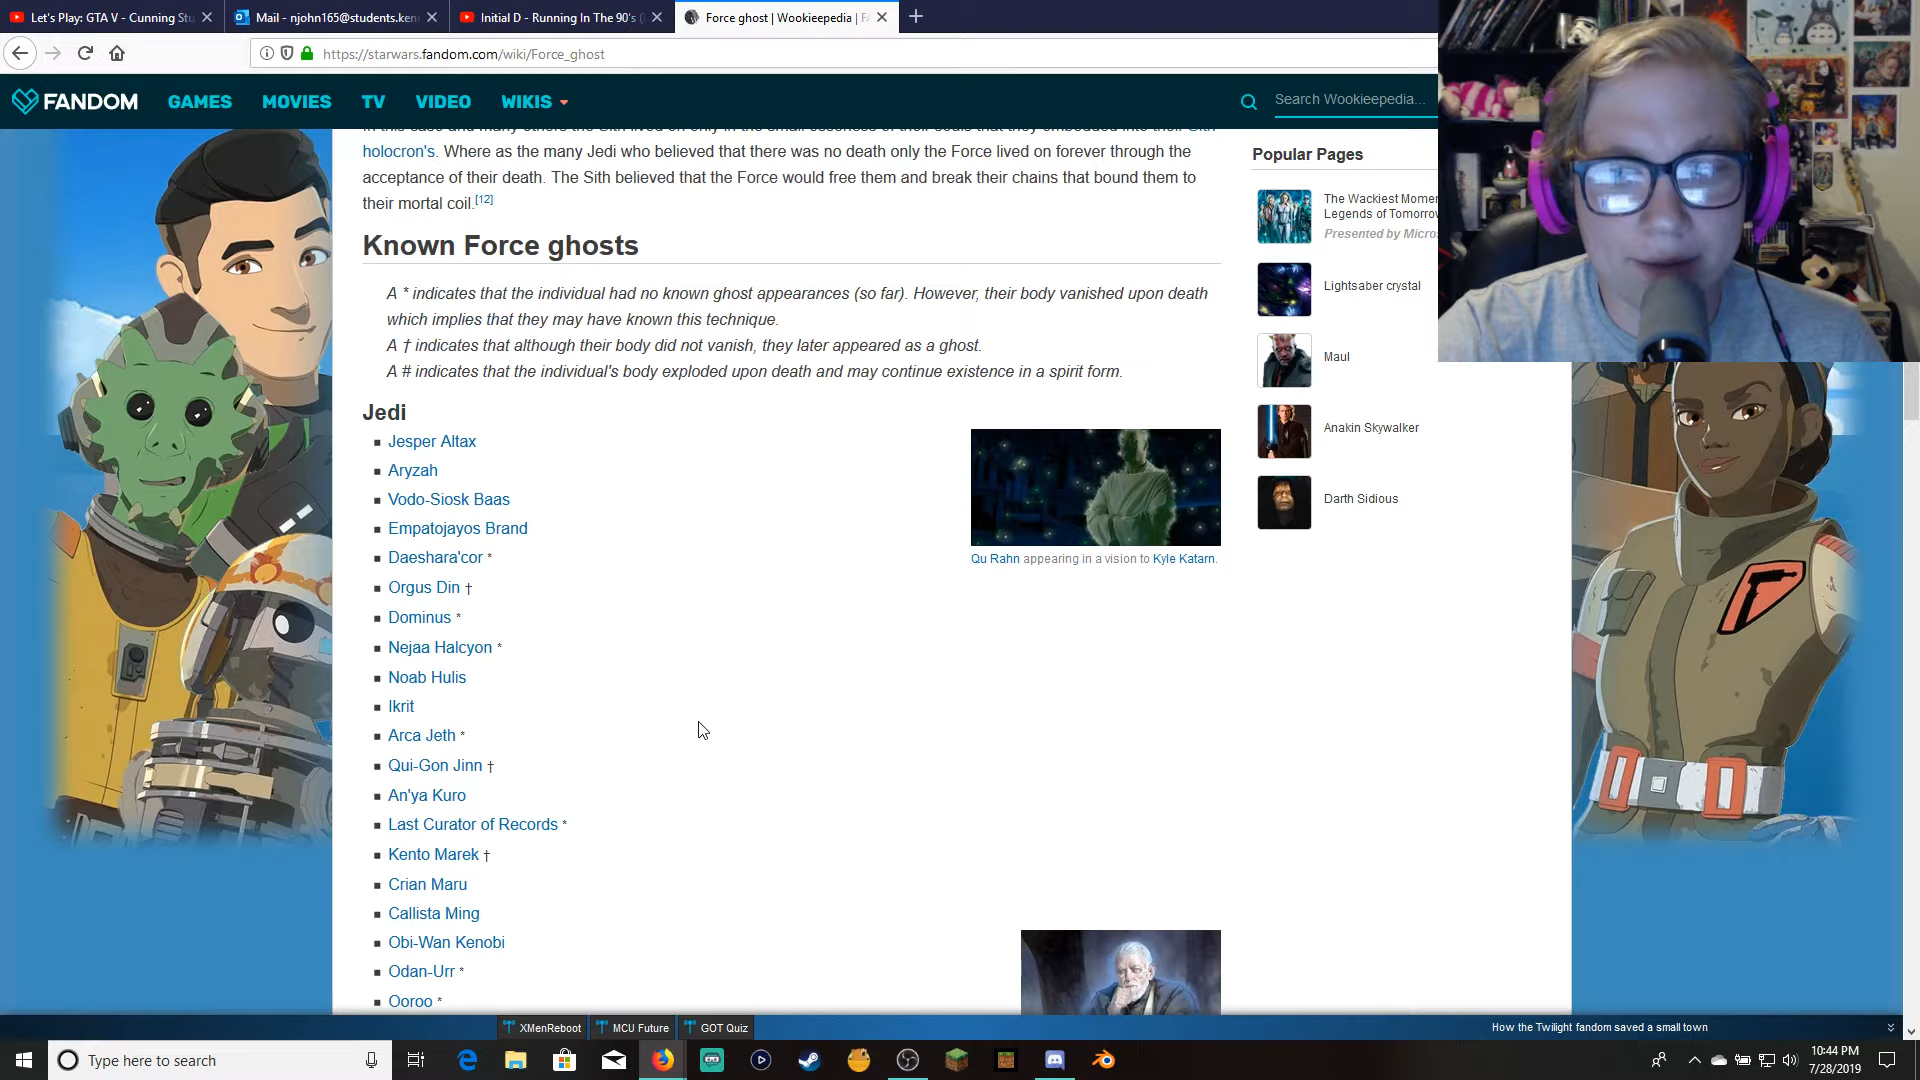 Let's Play: GTA V - Cunning Stu
Mail - njohn165@students.ken
Initial D - Running In The 90's
Force ghost | Wookieepedia | FA
https://starwars.fandom.com/wiki/Force_ghost
FANDOM GAMES MOVIES TV VIDEO WIKIS
Search Wookieepedia...
holocron's. Where as the many Jedi who believed that there was no death only the Force lived on forever through the
acceptance of their death. The Sith believed that the Force would free them and break their chains that bound them to
their mortal coil.[12]
Known Force ghosts
A * indicates that the individual had no known ghost appearances (so far). However, their body vanished upon death
which implies that they may have known this technique.
A † indicates that although their body did not vanish, they later appeared as a ghost.
A # indicates that the individual's body exploded upon death and may continue existence in a spirit form.
Jedi
Jesper Altax
Aryzah
Vodo-Siosk Baas
Empatojayos Brand
Daeshara'cor *
Orgus Din †
Dominus *
Nejaa Halcyon *
Noab Hulis
Ikrit
Arca Jeth *
Qui-Gon Jinn †
An'ya Kuro
Last Curator of Records *
Kento Marek †
Crian Maru
Callista Ming
Obi-Wan Kenobi
Odan-Urr *
Ooroo *
Qu Rahn appearing in a vision to Kyle Katarn.
Popular Pages
The Wackiest Momen
Legends of Tomorrow
Presented by Micros
Lightsaber crystal
Maul
Anakin Skywalker
Darth Sidious
XMenReboot
MCU Future
GOT Quiz
How the Twilight fandom saved a small town
Type here to search
10:44 PM
7/28/2019